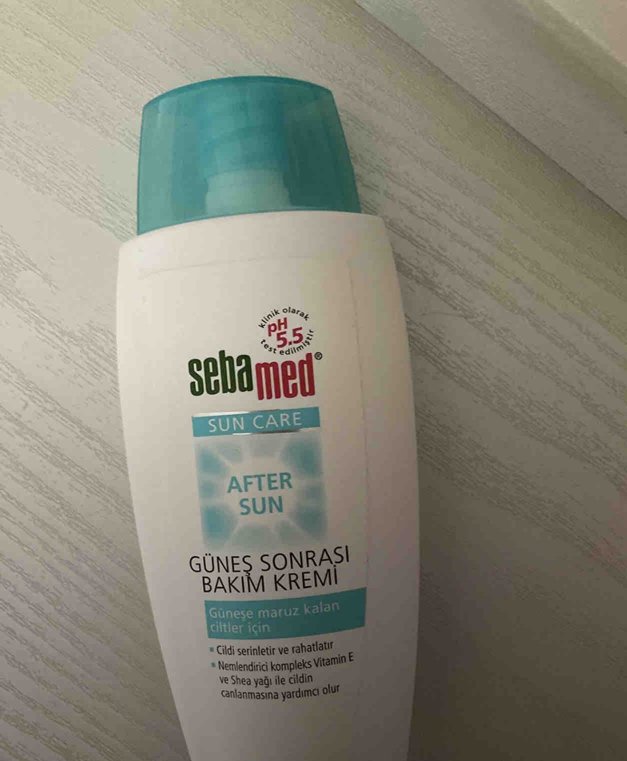 klinik olarak
pH
5.5
test edilmiştir
sebamed®
SUN CARE
AFTER
SUN
GÜNEŞ SONRASI
BAKIM KREMİ
Güneşe maruz kalan
ciltler için
• Cildi serinletir ve rahatlatır
• Nemlendirici kompleks Vitamin E
ve Shea yağı ile cildin
canlanmasına yardımcı olur